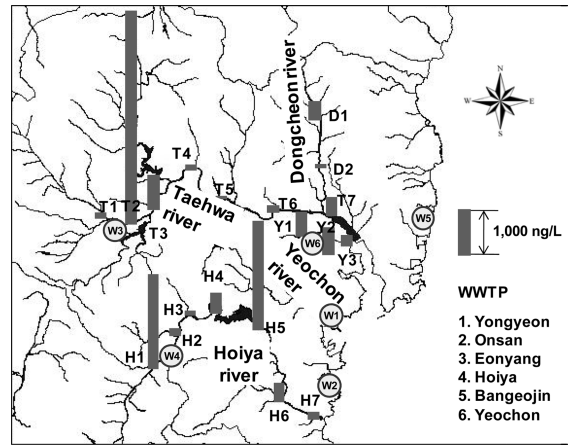 N
W E
S
D1
Dongcheon river
D2
T4
T5
T6
T7
T1 T2
Taehwa
river
T3
W3
Y1 Y2
W6
Y3
Yeochon
river
W5
1,000 ng/L
H4
H3
H2
H1
W4
H5
Hoiya
river
W1
W2
H6
H7
WWTP
1. Yongyeon
2. Onsan
3. Eonyang
4. Hoiya
5. Bangeojin
6. Yeochon